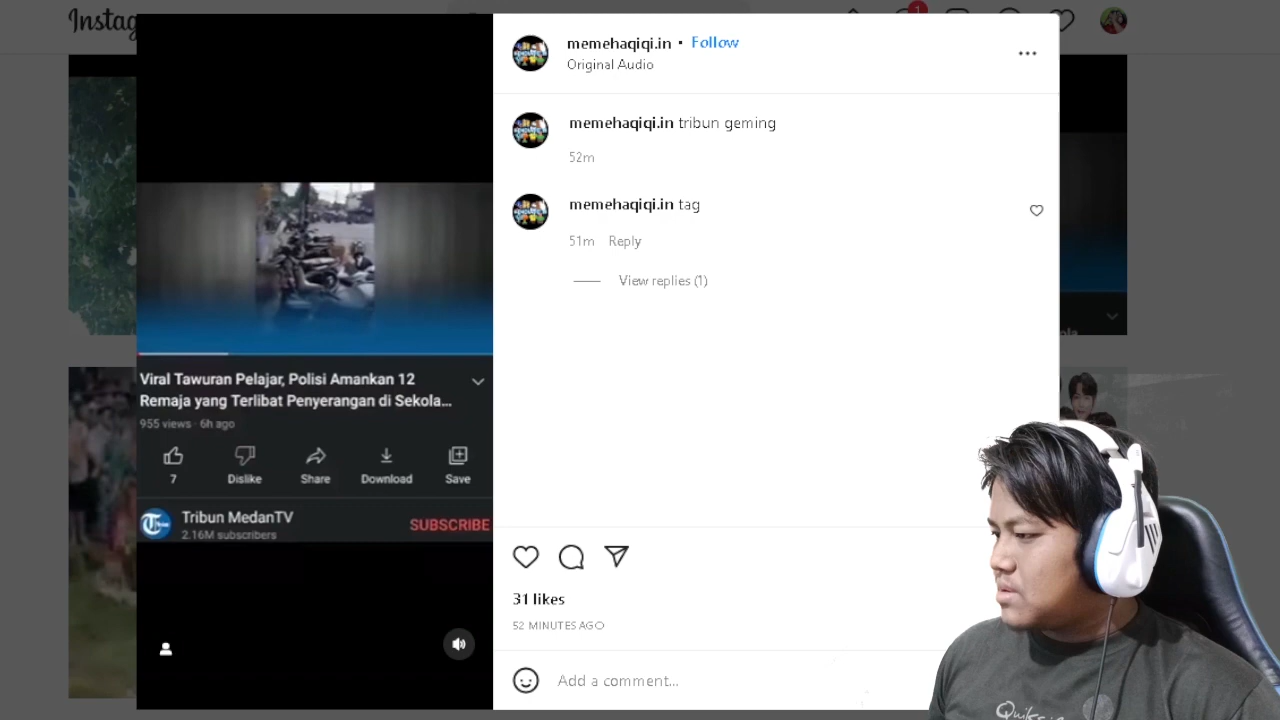 1
memehaqiqi.in • Follow
Original Audio
memehaqiqi.in tribun geming
52m
memehaqiqi.in tag
51m Reply
View replies (1)
Viral Tawuran Pelajar, Polisi Amankan 12
Remaja yang Terlibat Penyerangan di Sekola...
955 views · 6h ago
7 Dislike Share Download Save
Tribun MedanTV
2.16M subscribers
SUBSCRIBE
31 likes
52 MINUTES AGO
Add a comment...